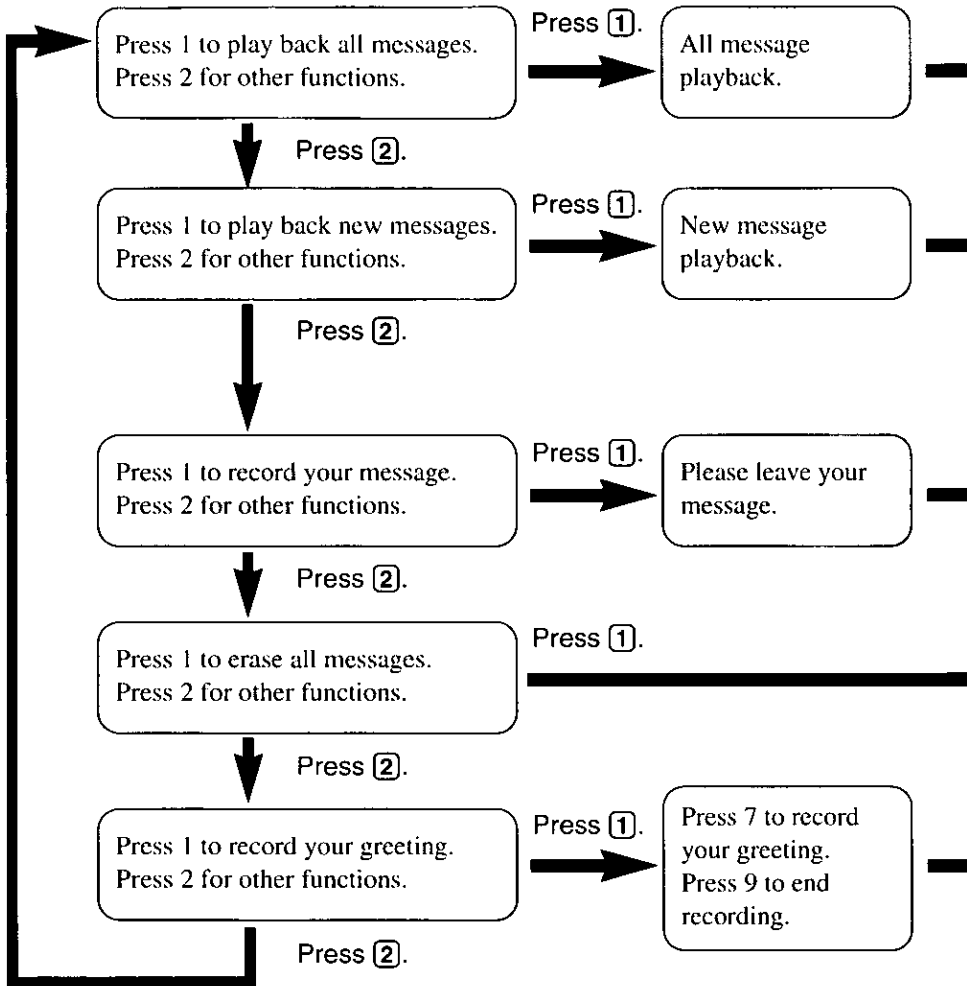 Press 1 to play back all messages.
Press 2 for other functions.
Press 1.
All message
playback.
Press 2.
Press 1 to play back new messages.
Press 2 for other functions.
Press 1.
New message
playback.
Press 2.
Press 1 to record your message.
Press 2 for other functions.
Press 1.
Please leave your
message.
Press 2.
Press 1 to erase all messages.
Press 2 for other functions.
Press 1.
Press 2.
Press 1 to record your greeting.
Press 2 for other functions.
Press 1.
Press 7 to record
your greeting.
Press 9 to end
recording.
Press 2.